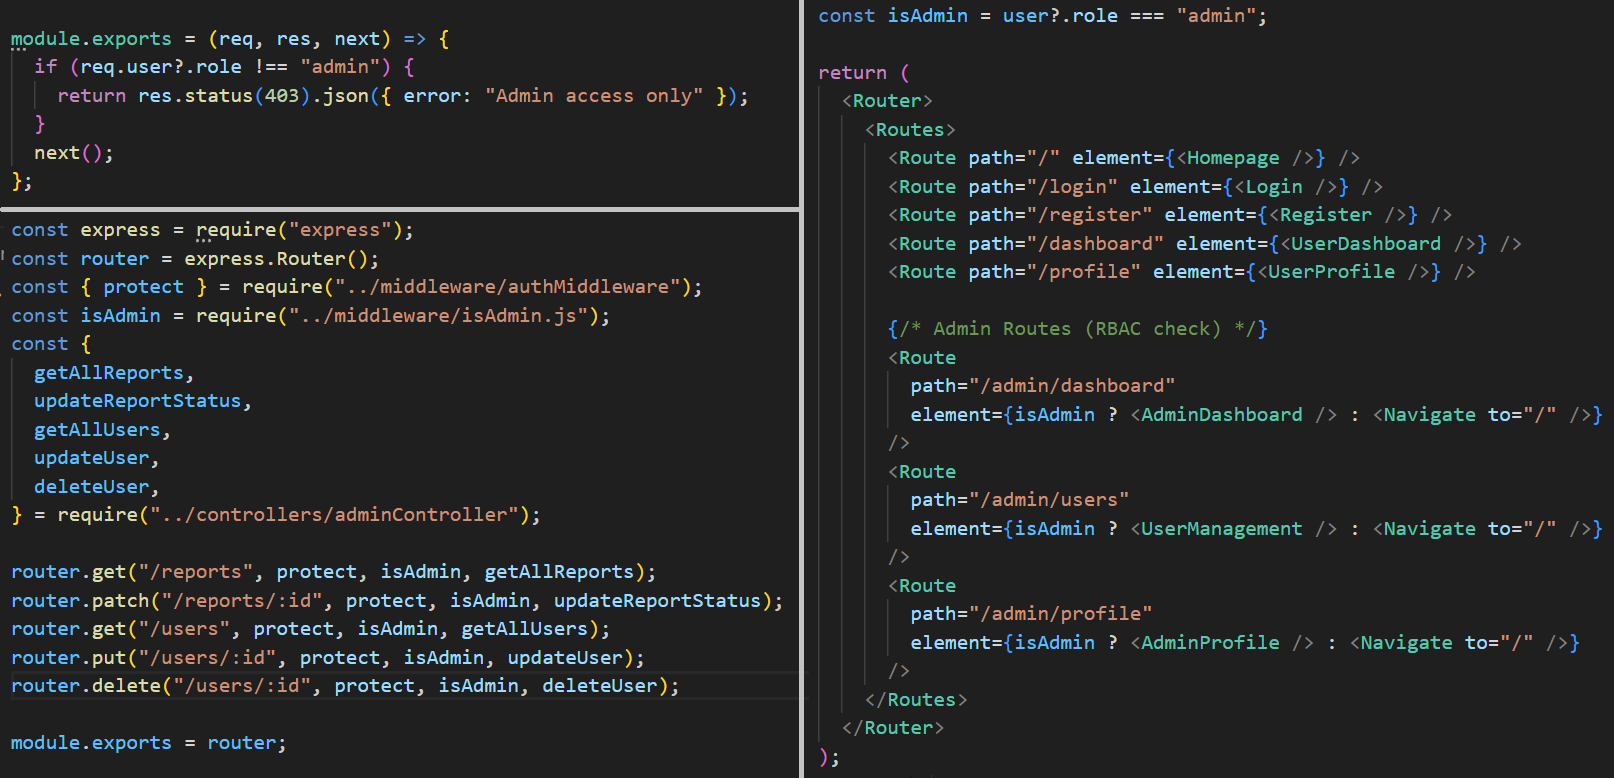 module.exports = (req, res, next) => {
  if (req.user?.role !== "admin") {
    return res.status(403).json({ error: "Admin access only" });
  }
  next();
};
const express = require("express");
const router = express.Router();
const { protect } = require("../middleware/authMiddleware");
const isAdmin = require("../middleware/isAdmin.js");
const {
  getAllReports,
  updateReportStatus,
  getAllUsers,
  updateUser,
  deleteUser,
} = require("../controllers/adminController");
router.get("/reports", protect, isAdmin, getAllReports);
router.patch("/reports/:id", protect, isAdmin, updateReportStatus);
router.get("/users", protect, isAdmin, getAllUsers);
router.put("/users/:id", protect, isAdmin, updateUser);
router.delete("/users/:id", protect, isAdmin, deleteUser);
module.exports = router;
const isAdmin = user?.role === "admin";
return (
  <Router>
    <Routes>
      <Route path="/" element={<Homepage />} />
      <Route path="/login" element={<Login />} />
      <Route path="/register" element={<Register />} />
      <Route path="/dashboard" element={<UserDashboard />} />
      <Route path="/profile" element={<UserProfile />} />
      {/* Admin Routes (RBAC check) */}
      <Route
        path="/admin/dashboard"
        element={isAdmin ? <AdminDashboard /> : <Navigate to="/" />}
      />
      <Route
        path="/admin/users"
        element={isAdmin ? <UserManagement /> : <Navigate to="/" />}
      />
      <Route
        path="/admin/profile"
        element={isAdmin ? <AdminProfile /> : <Navigate to="/" />}
      />
    </Routes>
  </Router>
);